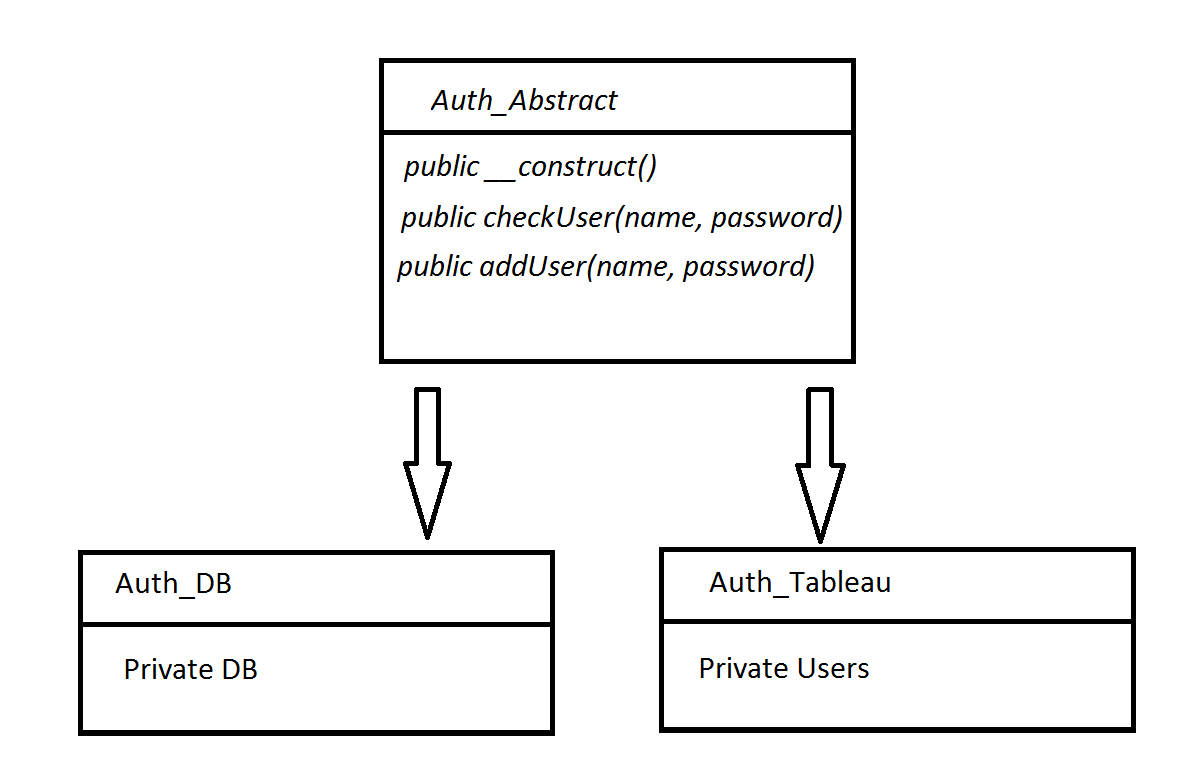 Auth_Abstract
public __construct()
public checkUser(name, password)
public addUser(name, password)
Auth_DB
Private DB
Auth_Tableau
Private Users